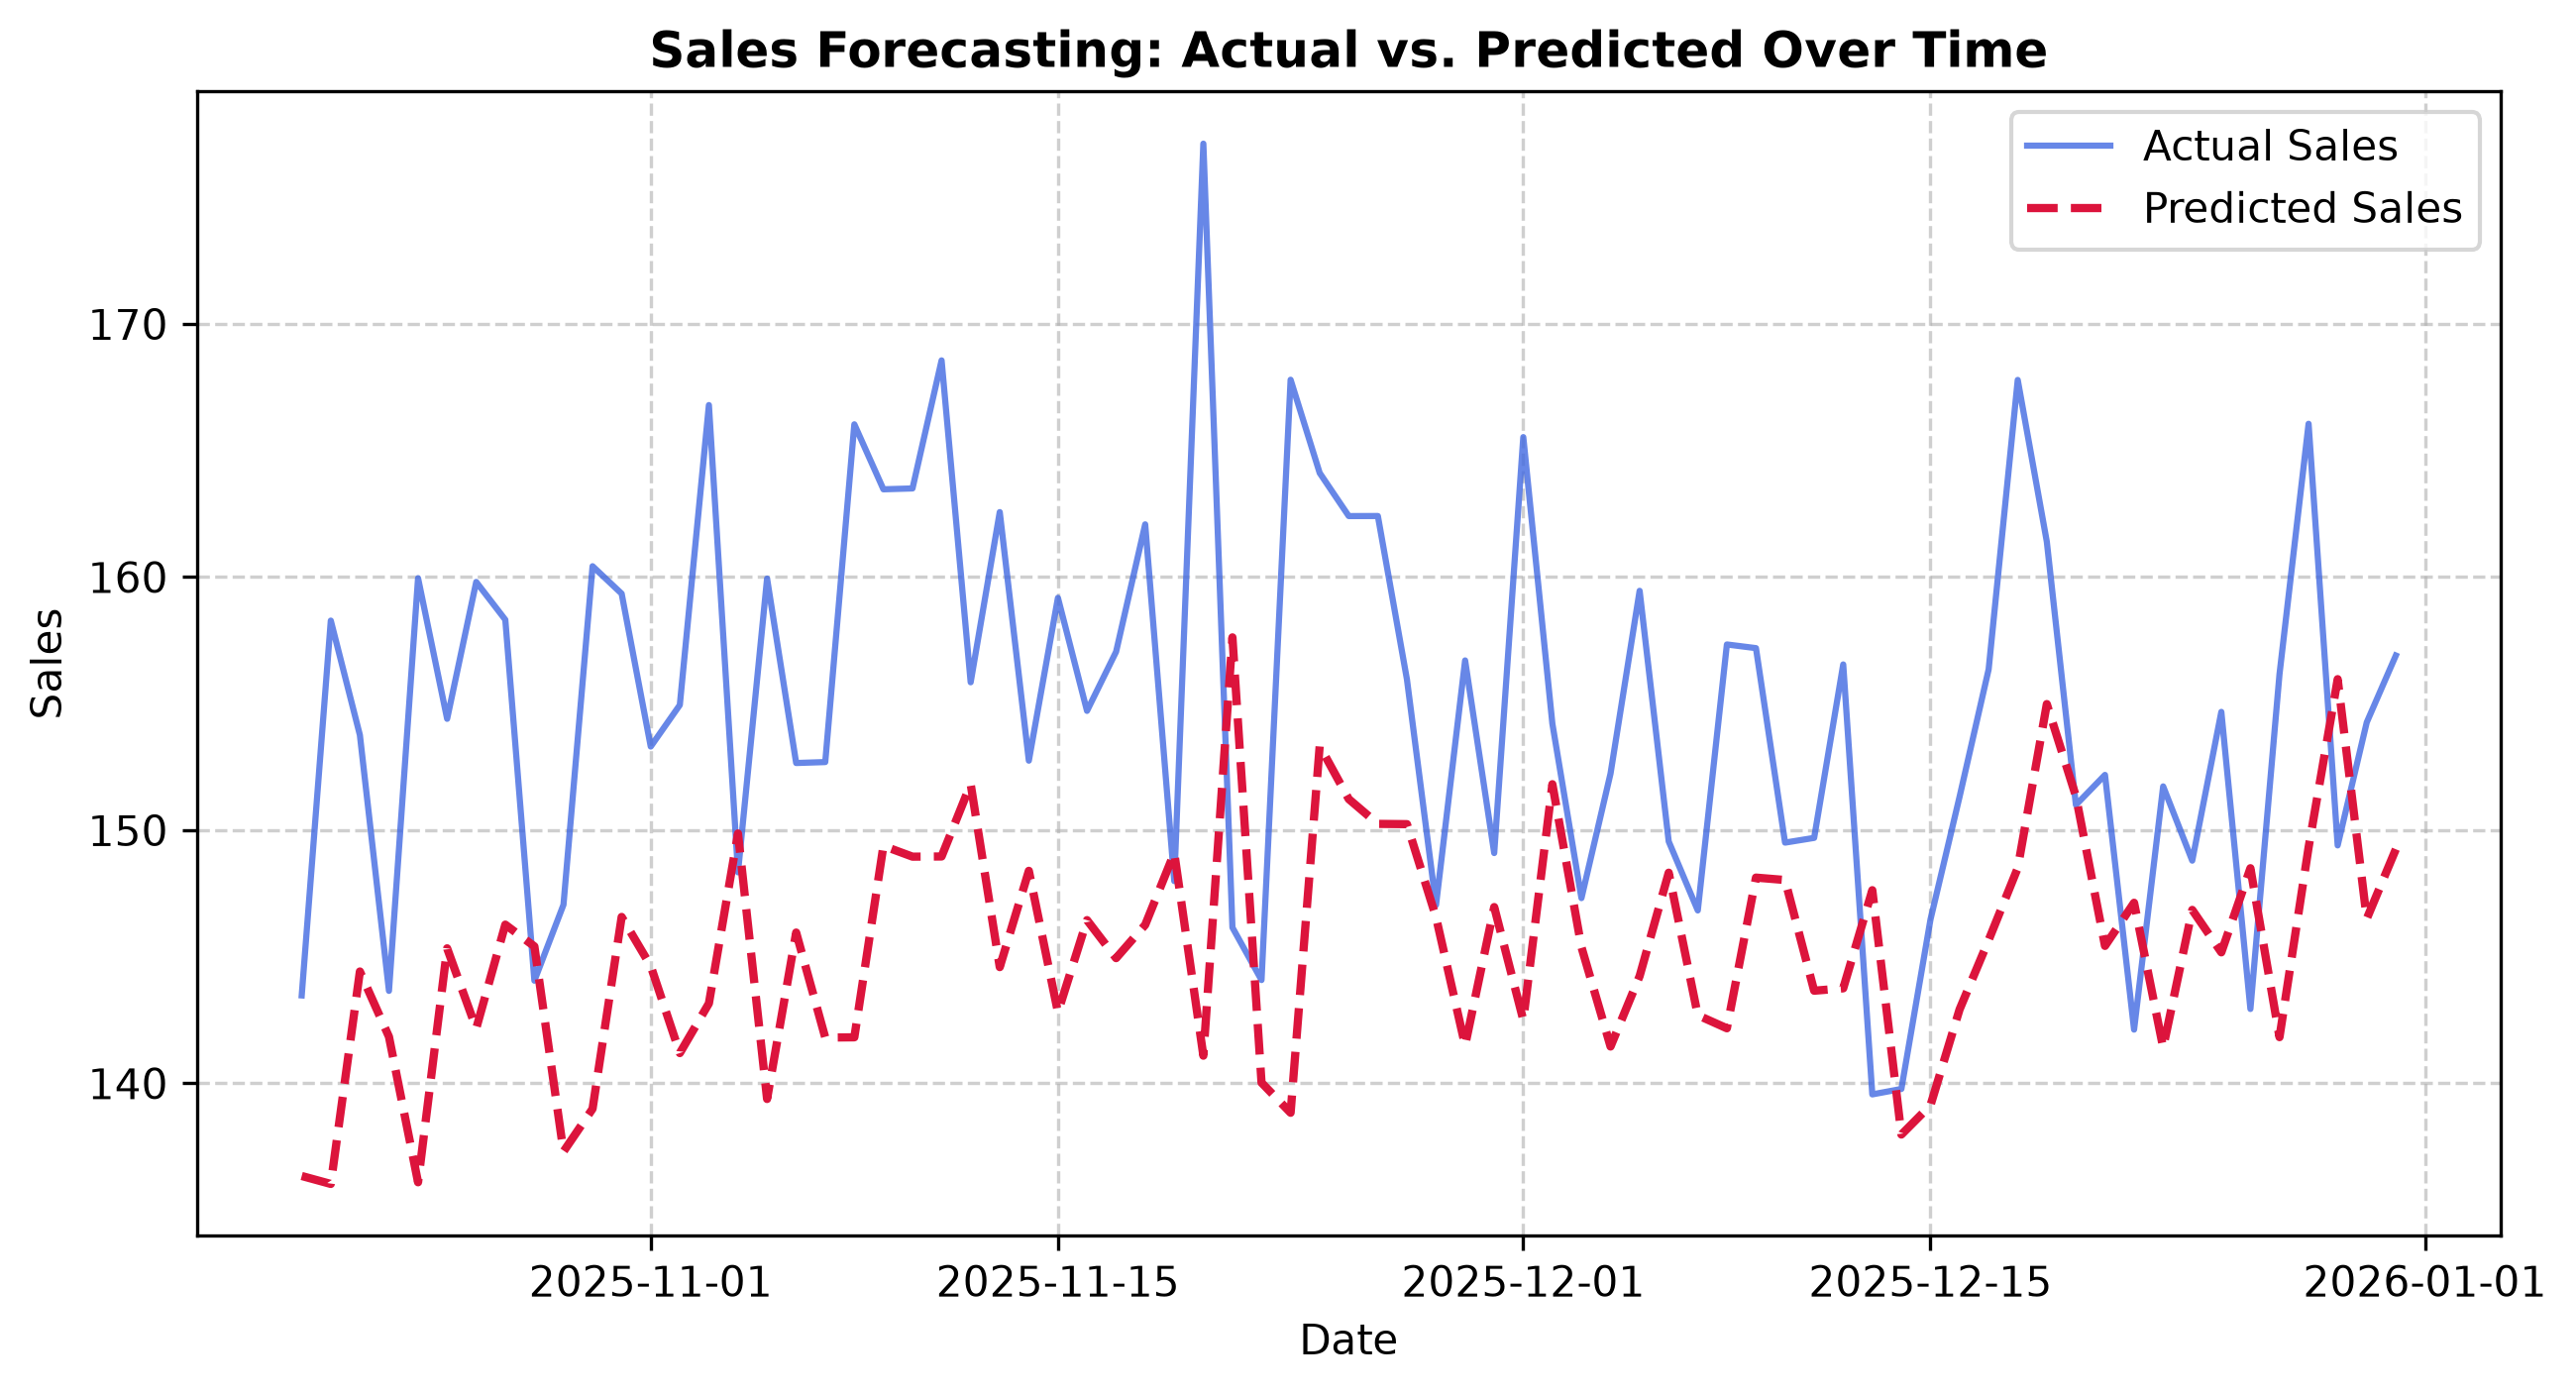 Sales Forecasting: Actual vs. Predicted Over Time
Actual Sales
Predicted Sales
170
160
150
140
Sales
2025-11-01
2025-11-15
2025-12-01
2025-12-15
2026-01-01
Date